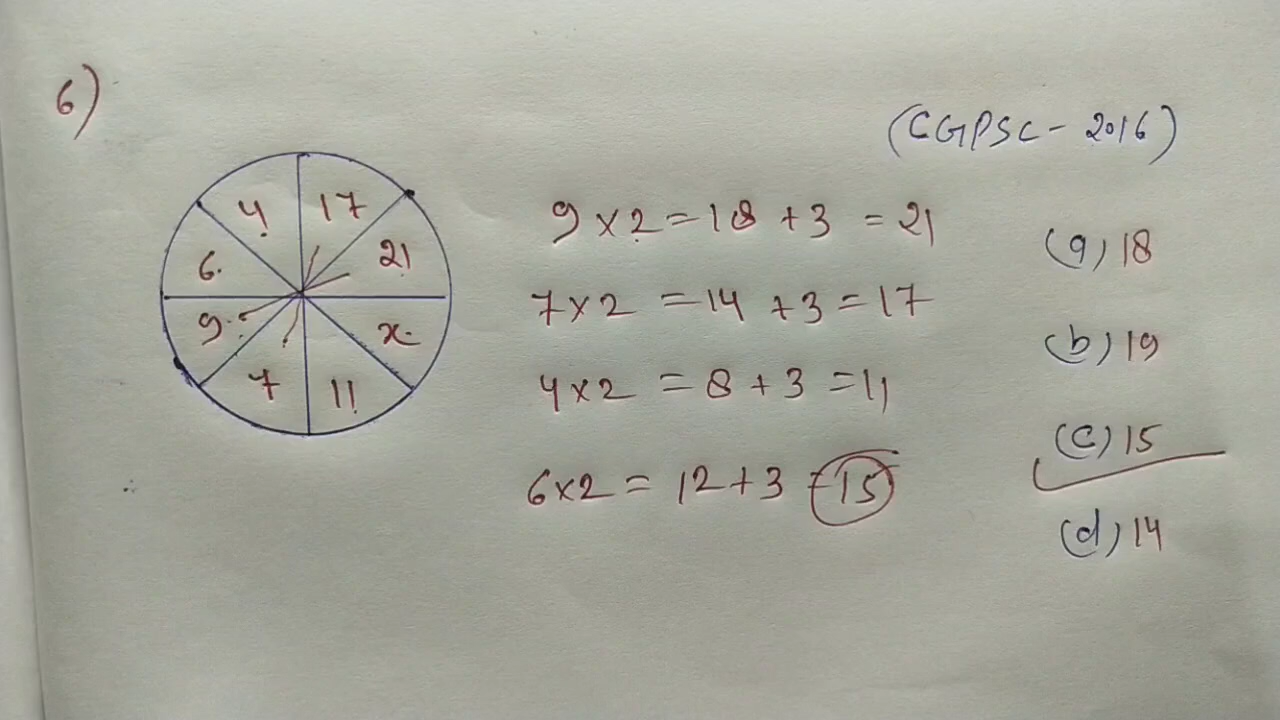 6)
(CGPSC - 2016)
4 17
6 21
9 x
7 11
9 x 2 = 18 + 3 = 21
7 x 2 = 14 + 3 = 17
4 x 2 = 8 + 3 = 11
6 x 2 = 12 + 3 = 15
(a) 18
(b) 19
(c) 15
(d) 14